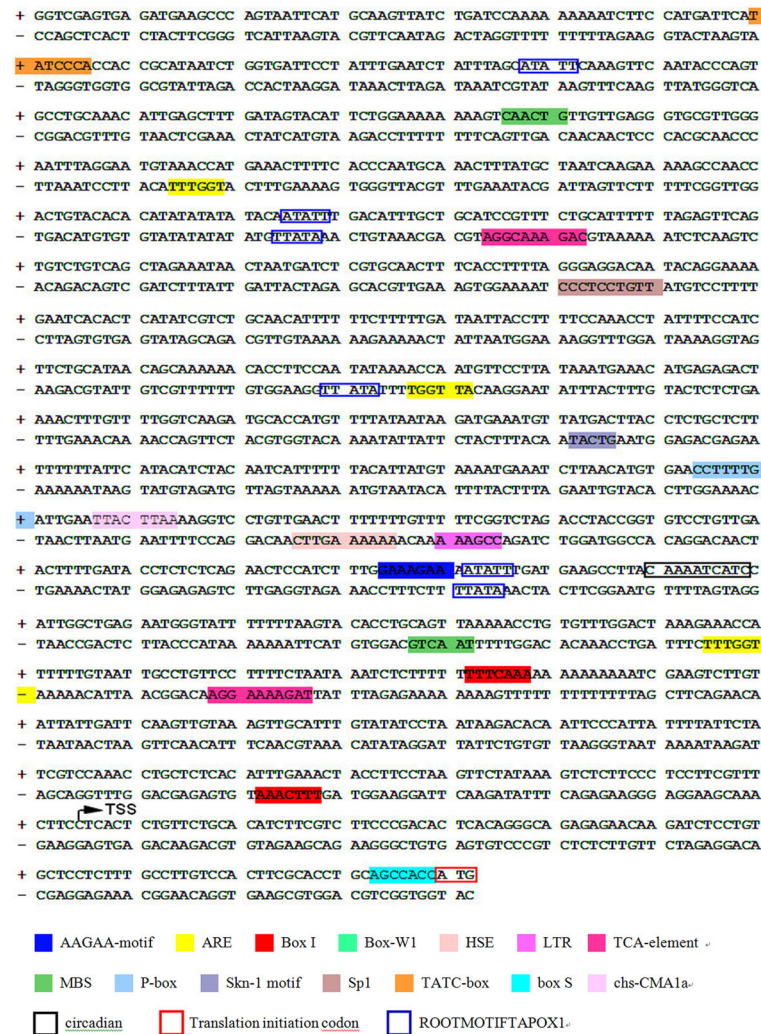 + GGTCGAGTGA GATGAAGCCC AGTAATTCAT GCAAGTTATC TGATCCAAAA AAAAATCTTC CATGATTCAT
− CCAGCTCACT CTACTTCGGG TCATTAAGTA CGTTCAATAG ACTAGGTTTT TTTTTAGAAG GTACTAAGTA
+ ATCCCACCAC CGCATAATCT GGTGATTCCT ATTTGAATCT ATTTAGCATA TTCAAAGTTC AATACCCAGT
− TAGGGTGGTG GCGTATTAGA CCACTAAGGA TAAACTTAGA TAAATCGTAT AAGTTTCAAG TTATGGGTCA
+ GCCTGCAAAC ATTGAGCTTT GATAGTACAT TCTGGAAAAA AAAAGTCAAC TGTTGTTGAG GGTGCGTTGGG
− CGGACGTTTG TAACTCGAAA CTATCATGTA AGACCTTTTT TTTCAGTTGA CAACAACTCC CACGCAACCC
+ AATTTAGGAA TGTAAACCAT GAAACTTTTC ACCCAATGCA AACTTTATGC TAATCAAGAA AAAGCCAACC
− TTAAATCCTT ACATTTGGTA CTTTGAAAAG TGGGTTACGT TTGAAATACG ATTAGTTCTT TTTCGGTTGG
+ ACTGTACACA CATATATATA TACAATATTT GACATTTGCT GCATCCGTTT CTGCATTTTT TAGAGTTCAG
− TGACATGTGT GTATATATAT ATGTTATAAA CTGTAAACGA CGTAGGCAAA GACGTAAAAA ATCTCAAGTC
+ TGTCTGTCAG CTAGAAATAA CTAATGATCT CGTGCAACTT TCACCTTTTA GGGAGGACAA TACAGGAAAA
− ACAGACAGTC GATCTTTATT GATTACTAGA GCACGTTGAA AGTGGAAAAT CCCTCCTGTT ATGTCCTTTT
+ GAATCACACT CATATCGTCT GCAACATTTT TTCTTTTTGA TAATTACCTT TTCCAAACCT ATTTTCCATC
− CTTAGTGTGA GTATAGCAGA CGTTGTAAAA AAGAAAAACT ATTAATGGAA AAGGTTTGGA TAAAAGGTAG
+ TTCTGCATAA CAGCAAAAAA CACCTTCCAA TATAAAACCA ATGTTCCTTA TAAATGAAAC ATGAGAGACT
− AAGACGTATT GTCGTTTTTT GTGGAAGGTT ATATTTTGGT TACAAGGAAT ATTTACTTTG TACTCTCTGA
+ AAACTTTGTT TTGGTCAAGA TGCACCATGT TTTATAATAA GATGAAATGT TATGACTTAC CTCTGCTCTT
− TTTGAAACAA AACCAGTTCT ACGTGGTACA AAATATTATT CTACTTTACA ATACTGAATG GAGACGAGAA
+ TTTTTTATTC ATACATCTAC AATCATTTTT TACATTATGT AAAATGAAAT CTTAACATGT GAACCTTTTG
− AAAAAATAAG TATGTAGATG TTAGTAAAAA ATGTAATACA TTTTACTTTA GAATTGTACA CTTGGAAAAC
+ ATTGAATTAC TTAAAAGGTC CTGTTGAACT TTTTTTGTTT TTCGGTCTAG ACCTACCGGT GTCCTGTTGA
− TAACTTAATG AATTTTCCAG GACAACTTGA AAAAAACAAA AAGCCAGATC TGGATGGCCA CAGGACAACT
+ ACTTTTGATA CCTCTCTCAG AACTCCATCT TTGGAAAGAA AATATTTGAT GAAGCCTTAC AAAATCATCC
− TGAAAACTAT GGAGAGAGTC TTGAGGTAGA AACCTTTCTT TTATAAACTA CTTCGGAATG TTTTAGTAGG
+ ATTGGCTGAG AATGGGTATT TTTTTAAGTA CACCTGCAGT TAAAAACCTG TGTTTGGACT AAAGAAACCA
− TAACCGACTC TTACCCATAA AAAAATTCAT GTGGACGTCA ATTTTTGGAC ACAAACCTGA TTTCTTTGGT
+ TTTTTGTAAT TGCCTGTTCC TTTTCTAATA AATCTCTTTT TTTTCAAAAA AAAAAAAATC GAAGTCTTGT
− AAAAACATTA ACGGACAAGG AAAAGATTAT TTAGAGAAAA AAAAGTTTTT TTTTTTTTAG CTTCAGAACA
+ ATTATTGATT CAAGTTGTAA AGTTGCATTT GTATATCCTA ATAAGACACA ATTCCCATTA TTTTATTCTA
− TAATAACTAA GTTCAACATT TCAACGTAAA CATATAGGAT TATTCTGTGT TAAGGGTAAT AAAATAAGAT
+ TCGTCCAAAC CTGCTCTCAC ATTTGAAACT ACCTTCCTAA GTTCTATAAA GTCTCTTCCC TCCTTCGTTT
− AGCAGGTTTG GACGAGAGTG TAAACTTTGA TGGAAGGATT CAAGATATTT CAGAGAAGGG AGGAAGCAAA
TSS
+ CTTCCTCACT CTGTTCTGCA CATCTTCGTC TTCCCGACAC TCACAGGGCA GAGAGAACAA GATCTCCTGT
− GAAGGAGTGA GACAAGACGT GTAGAAGCAG AAGGGCTGTG AGTGTCCCGT CTCTCTTGTT CTAGAGGACA
+ GCTCCTCTTT GCCTTGTCCA CTTCGCACCT GCAGCCACCA TG
− CGAGGAGAAA CGGAACAGGT GAAGCGTGGA CGTCGGTGGT AC
AAGAA-motif ARE Box I Box-W1 HSE LTR TCA-element
MBS P-box Skn-1 motif Sp1 TATC-box box S chs-CMA1a
circadian Translation initiation codon ROOTMOTIFTAPOX1